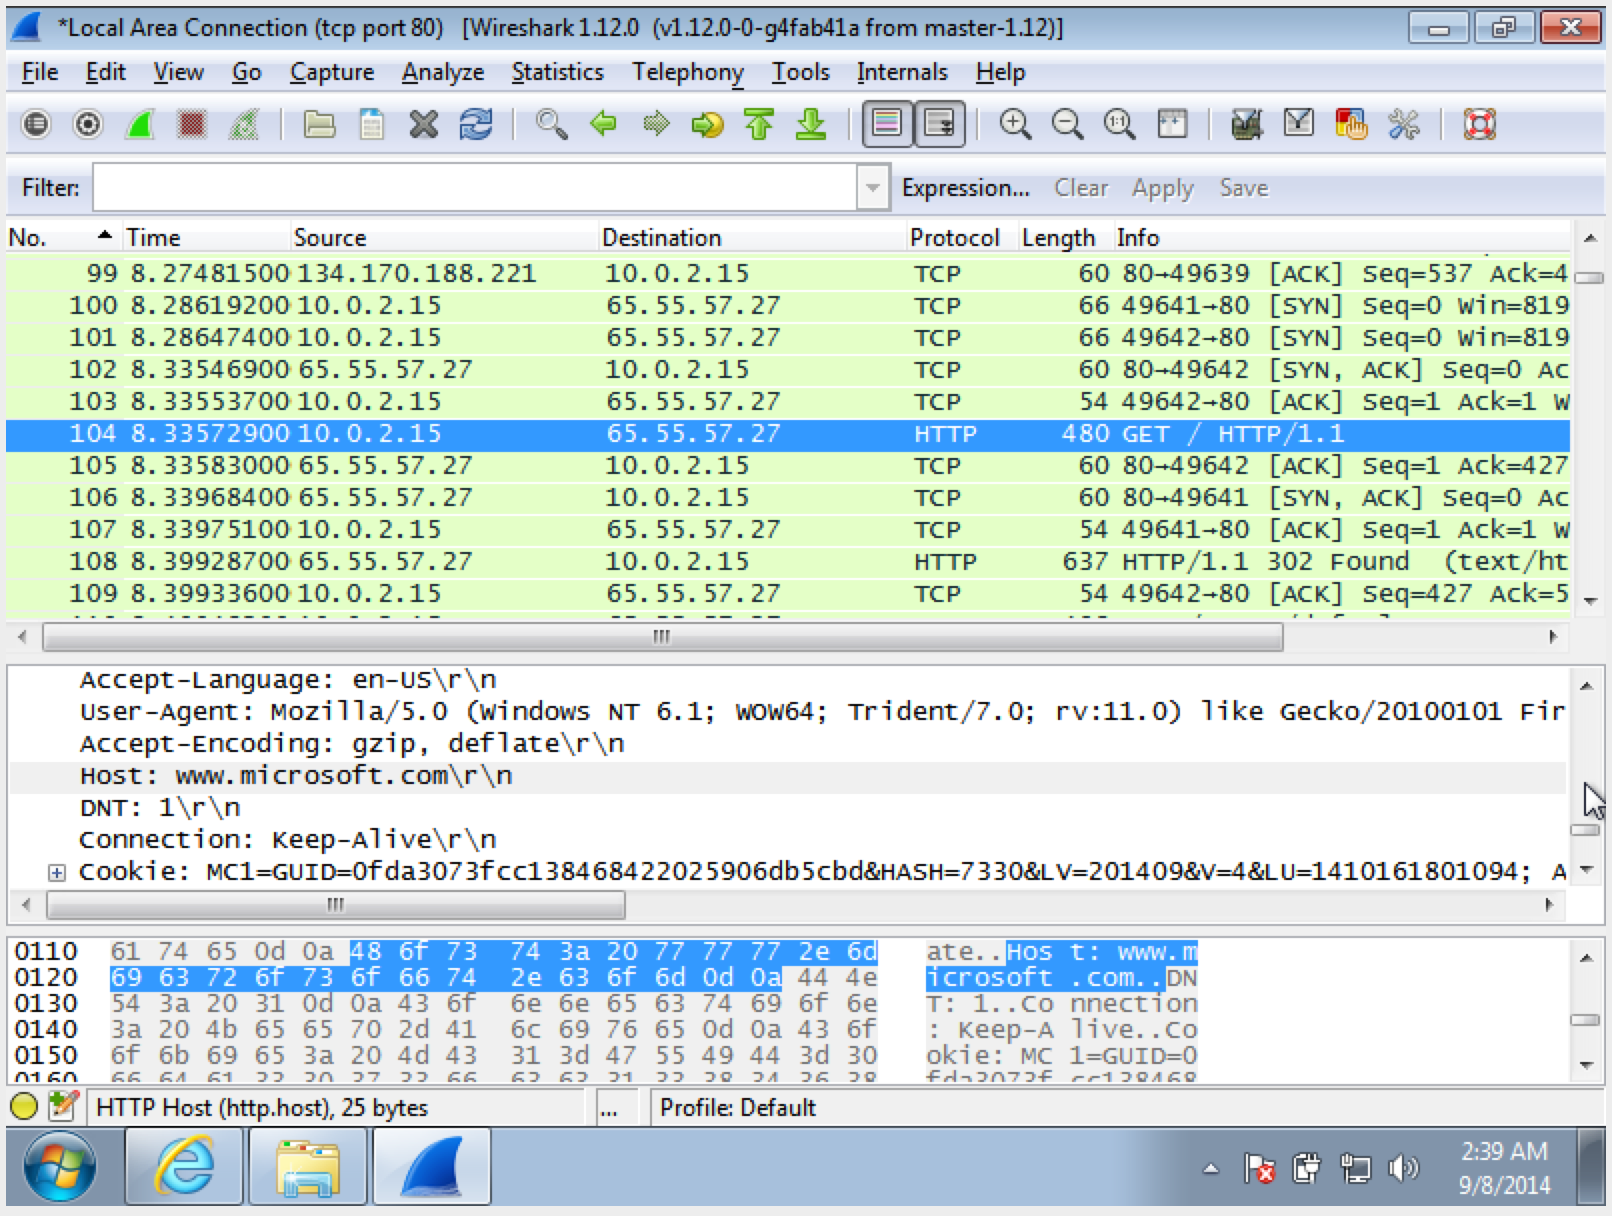 *Local Area Connection (tcp port 80) [Wireshark 1.12.0 (v1.12.0-0-g4fab41a from master-1.12)]
File Edit View Go Capture Analyze Statistics Telephony Tools Internals Help
Filter: Expression... Clear Apply Save
No. Time Source Destination Protocol Length Info
99 8.27481500 134.170.188.221 10.0.2.15 TCP 60 80→49639 [ACK] Seq=537 Ack=4
100 8.28619200 10.0.2.15 65.55.57.27 TCP 66 49641→80 [SYN] Seq=0 Win=819
101 8.28647400 10.0.2.15 65.55.57.27 TCP 66 49642→80 [SYN] Seq=0 Win=819
102 8.33546900 65.55.57.27 10.0.2.15 TCP 60 80→49642 [SYN, ACK] Seq=0 Ac
103 8.33553700 10.0.2.15 65.55.57.27 TCP 54 49642→80 [ACK] Seq=1 Ack=1 W
104 8.33572900 10.0.2.15 65.55.57.27 HTTP 480 GET / HTTP/1.1
105 8.33583000 65.55.57.27 10.0.2.15 TCP 60 80→49642 [ACK] Seq=1 Ack=427
106 8.33968400 65.55.57.27 10.0.2.15 TCP 60 80→49641 [SYN, ACK] Seq=0 Ac
107 8.33975100 10.0.2.15 65.55.57.27 TCP 54 49641→80 [ACK] Seq=1 Ack=1 W
108 8.39928700 65.55.57.27 10.0.2.15 HTTP 637 HTTP/1.1 302 Found (text/ht
109 8.39933600 10.0.2.15 65.55.57.27 TCP 54 49642→80 [ACK] Seq=427 Ack=5
Accept-Language: en-US\r\n
User-Agent: Mozilla/5.0 (Windows NT 6.1; WOW64; Trident/7.0; rv:11.0) like Gecko/20100101 Fir
Accept-Encoding: gzip, deflate\r\n
Host: www.microsoft.com\r\n
DNT: 1\r\n
Connection: Keep-Alive\r\n
Cookie: MC1=GUID=0fda3073fcc138468422025906db5cbd&HASH=7330&LV=201409&V=4&LU=1410161801094; A
0110 61 74 65 0d 0a 48 6f 73 74 3a 20 77 77 77 2e 6d ate..Hos t: www.m
0120 69 63 72 6f 73 6f 66 74 2e 63 6f 6d 0d 0a 44 4e icrosoft .com..DN
0130 54 3a 20 31 0d 0a 43 6f 6e 6e 65 63 74 69 6f 6e T: 1..Co nnection
0140 3a 20 4b 65 65 70 2d 41 6c 69 76 65 0d 0a 43 6f : Keep-A live..Co
0150 6f 6b 69 65 3a 20 4d 43 31 3d 47 55 49 44 3d 30 okie: MC 1=GUID=0
0160 66 64 61 33 30 37 33 66 63 63 31 33 38 34 36 38 fda3073f cc138468
HTTP Host (http.host), 25 bytes ... Profile: Default
2:39 AM
9/8/2014